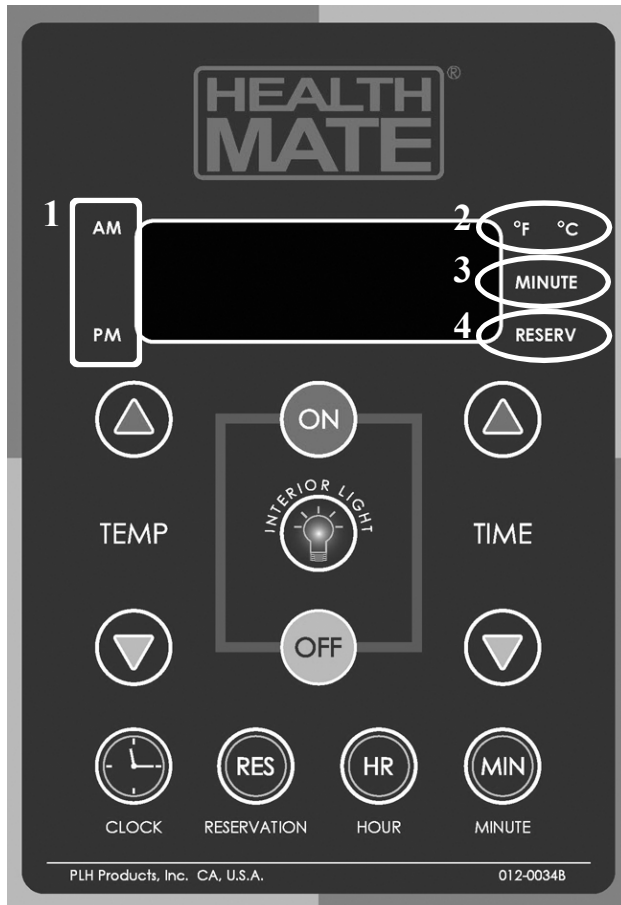 HEALTH ®
MATE
1 AM 2 °F °C
3 MINUTE
PM 4 RESERV
ON
INTERIOR LIGHT
TEMP TIME
OFF
RES HR MIN
CLOCK RESERVATION HOUR MINUTE
PLH Products, Inc. CA, U.S.A. 012-0034B